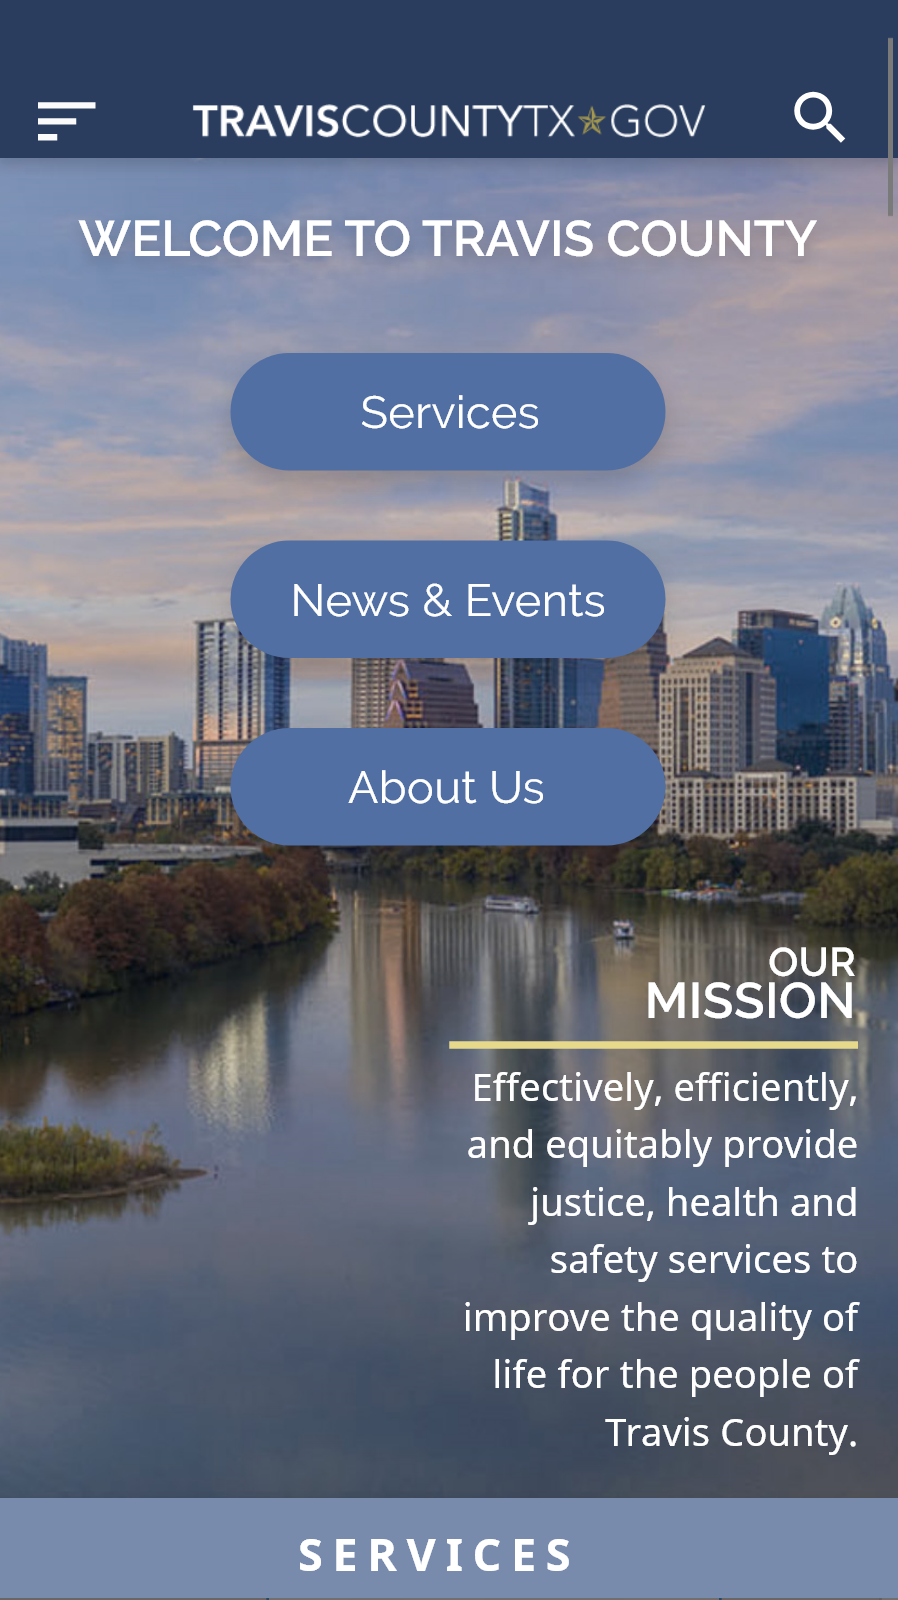 TRAVISCOUNTYTX★GOV
WELCOME TO TRAVIS COUNTY
Services
News & Events
About Us
OUR
MISSION
Effectively, efficiently,
and equitably provide
justice, health and
safety services to
improve the quality of
life for the people of
Travis County.
SERVICES